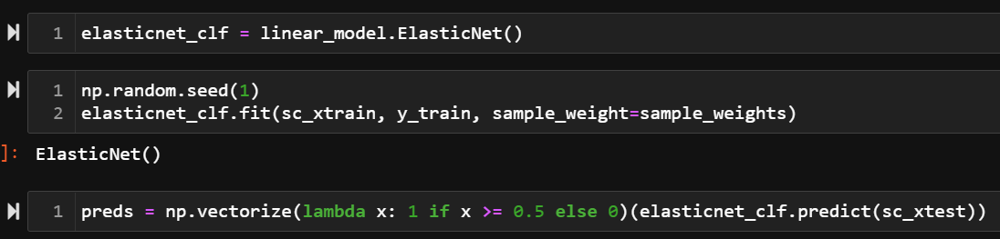 1 elasticnet_clf = linear_model.ElasticNet()
1 np.random.seed(1)
2 elasticnet_clf.fit(sc_xtrain, y_train, sample_weight=sample_weights)
]: ElasticNet()
1 preds = np.vectorize(lambda x: 1 if x >= 0.5 else 0)(elasticnet_clf.predict(sc_xtest))